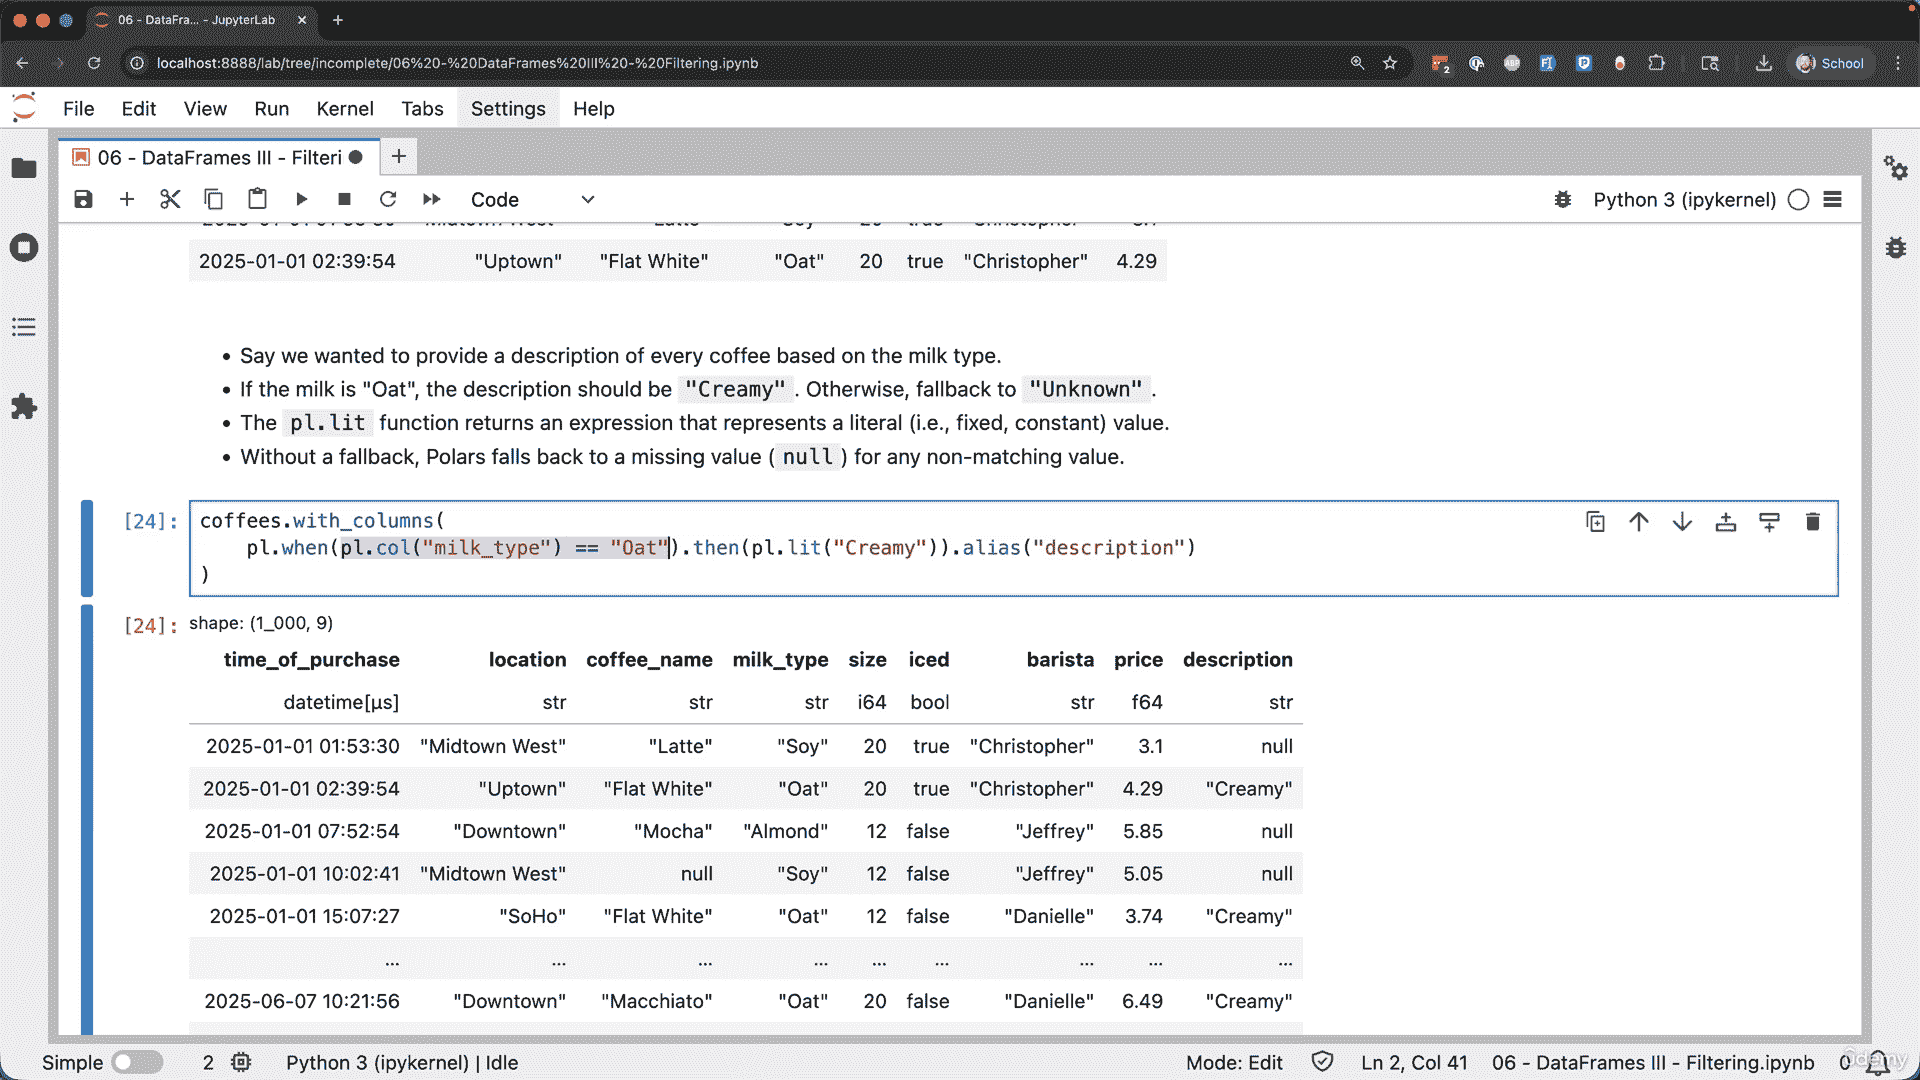 06 - DataFra... - JupyterLab
localhost:8888/lab/tree/incomplete/06%20-%20DataFrames%20III%20-%20Filtering.ipynb
2
ABP
School
File Edit View Run Kernel Tabs Settings Help
06 - DataFrames III - Filteri
Code
Python 3 (ipykernel)
2025-01-01 02:39:54 "Uptown" "Flat White" "Oat" 20 true "Christopher" 4.29
• Say we wanted to provide a description of every coffee based on the milk type.
• If the milk is "Oat", the description should be "Creamy". Otherwise, fallback to "Unknown".
• The pl.lit function returns an expression that represents a literal (i.e., fixed, constant) value.
• Without a fallback, Polars falls back to a missing value ( null ) for any non-matching value.
[24]: coffees.with_columns(
pl.when(pl.col("milk_type") == "Oat").then(pl.lit("Creamy")).alias("description")
)
[24]: shape: (1_000, 9)
time_of_purchase location coffee_name milk_type size iced barista price description
datetime[μs] str str str i64 bool str f64 str
2025-01-01 01:53:30 "Midtown West" "Latte" "Soy" 20 true "Christopher" 3.1 null
2025-01-01 02:39:54 "Uptown" "Flat White" "Oat" 20 true "Christopher" 4.29 "Creamy"
2025-01-01 07:52:54 "Downtown" "Mocha" "Almond" 12 false "Jeffrey" 5.85 null
2025-01-01 10:02:41 "Midtown West" null "Soy" 12 false "Jeffrey" 5.05 null
2025-01-01 15:07:27 "SoHo" "Flat White" "Oat" 12 false "Danielle" 3.74 "Creamy"
... ... ... ... ... ... ... ... ...
2025-06-07 10:21:56 "Downtown" "Macchiato" "Oat" 20 false "Danielle" 6.49 "Creamy"
Simple 2 Python 3 (ipykernel) | Idle Mode: Edit Ln 2, Col 41 06 - DataFrames III - Filtering.ipynb 0
Udemy